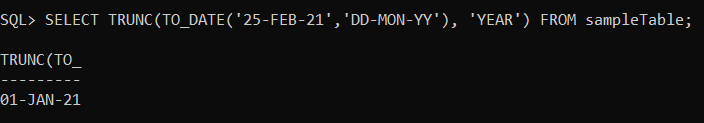 SQL> SELECT TRUNC(TO_DATE('25-FEB-21','DD-MON-YY'), 'YEAR') FROM sampleTable;
TRUNC(TO_
---------
01-JAN-21